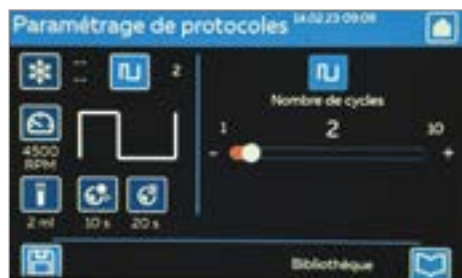 Paramétrage de protocoles 14.02.23 09:09
2
Nombre de cycles
1 2 10
- +
4500
RPM
2 ml 10 s 20 s
Bibliothèque